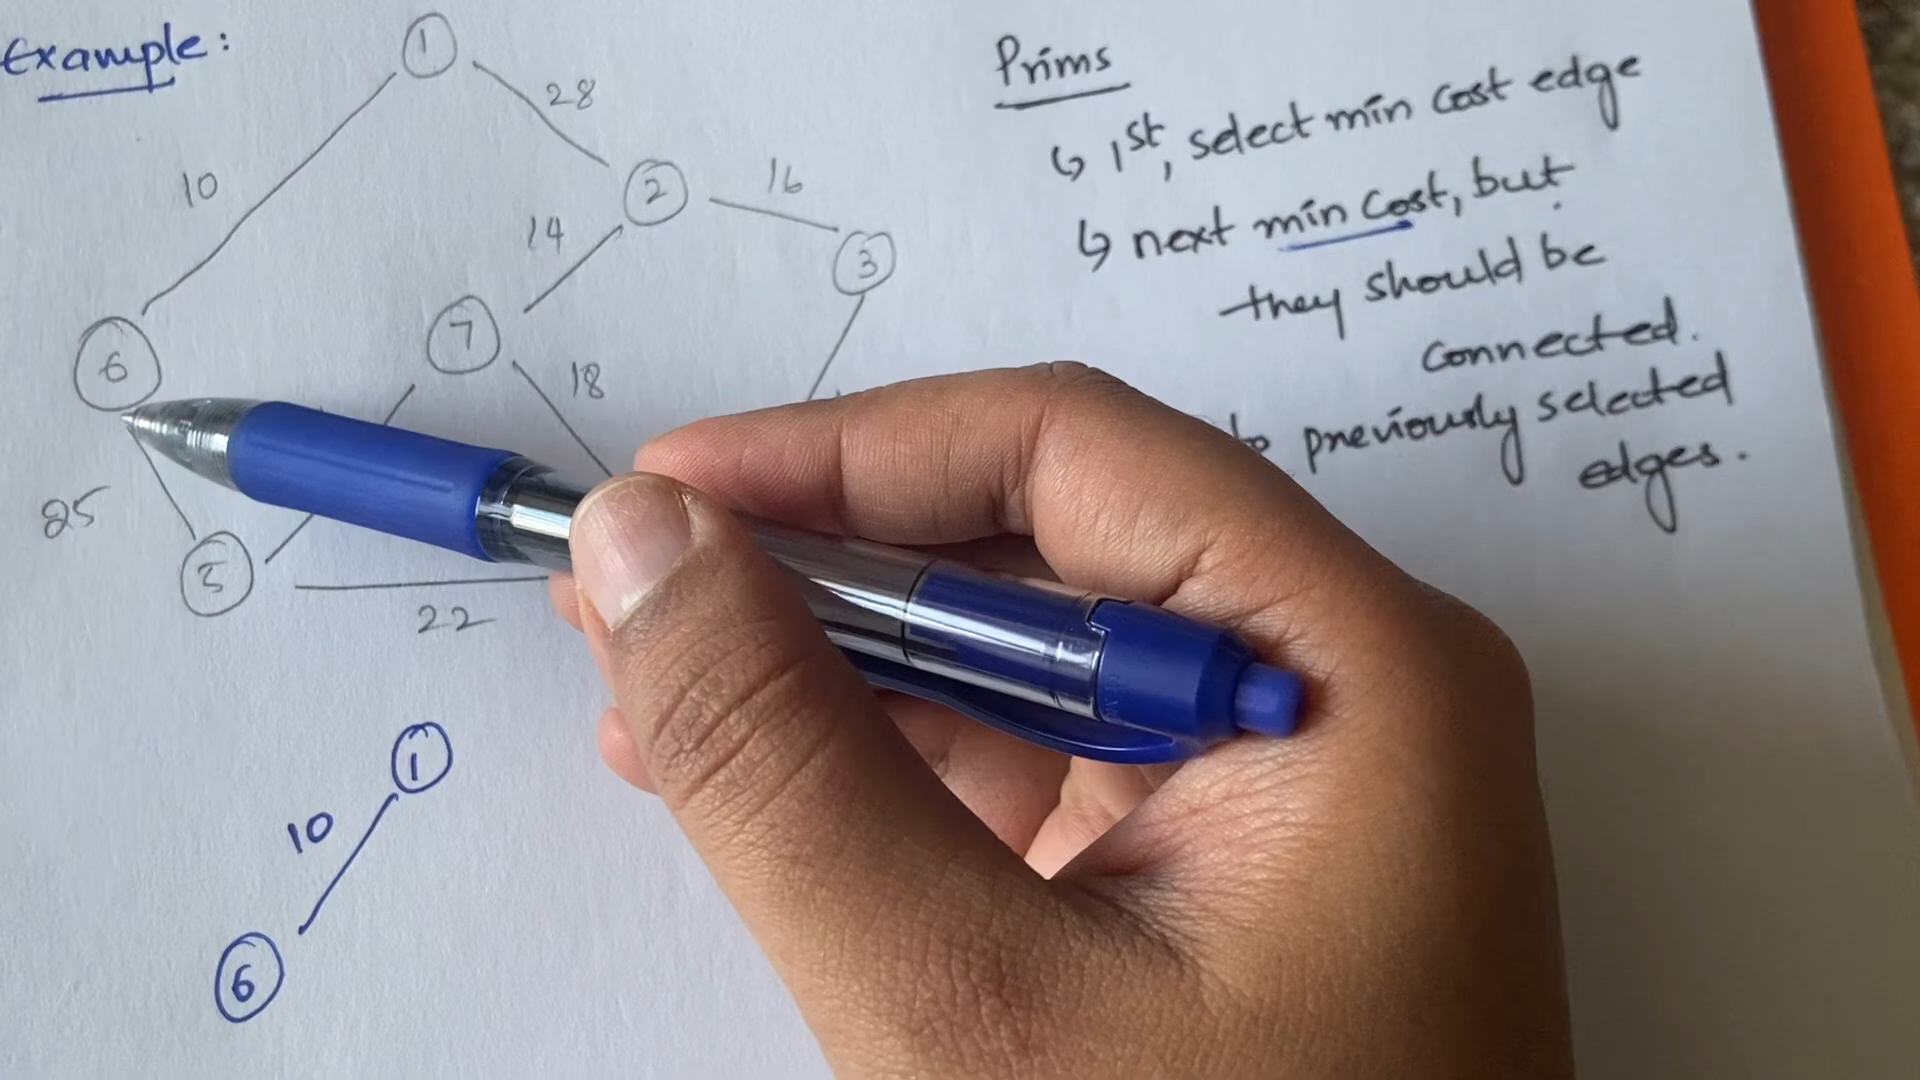 Example:
1
28
10
2
16
14
3
7
6
18
25
5
22
1
10
6
Prims
↳ 1st, select min cost edge
↳ next min cost, but
they should be
connected.
to previously selected
edges.